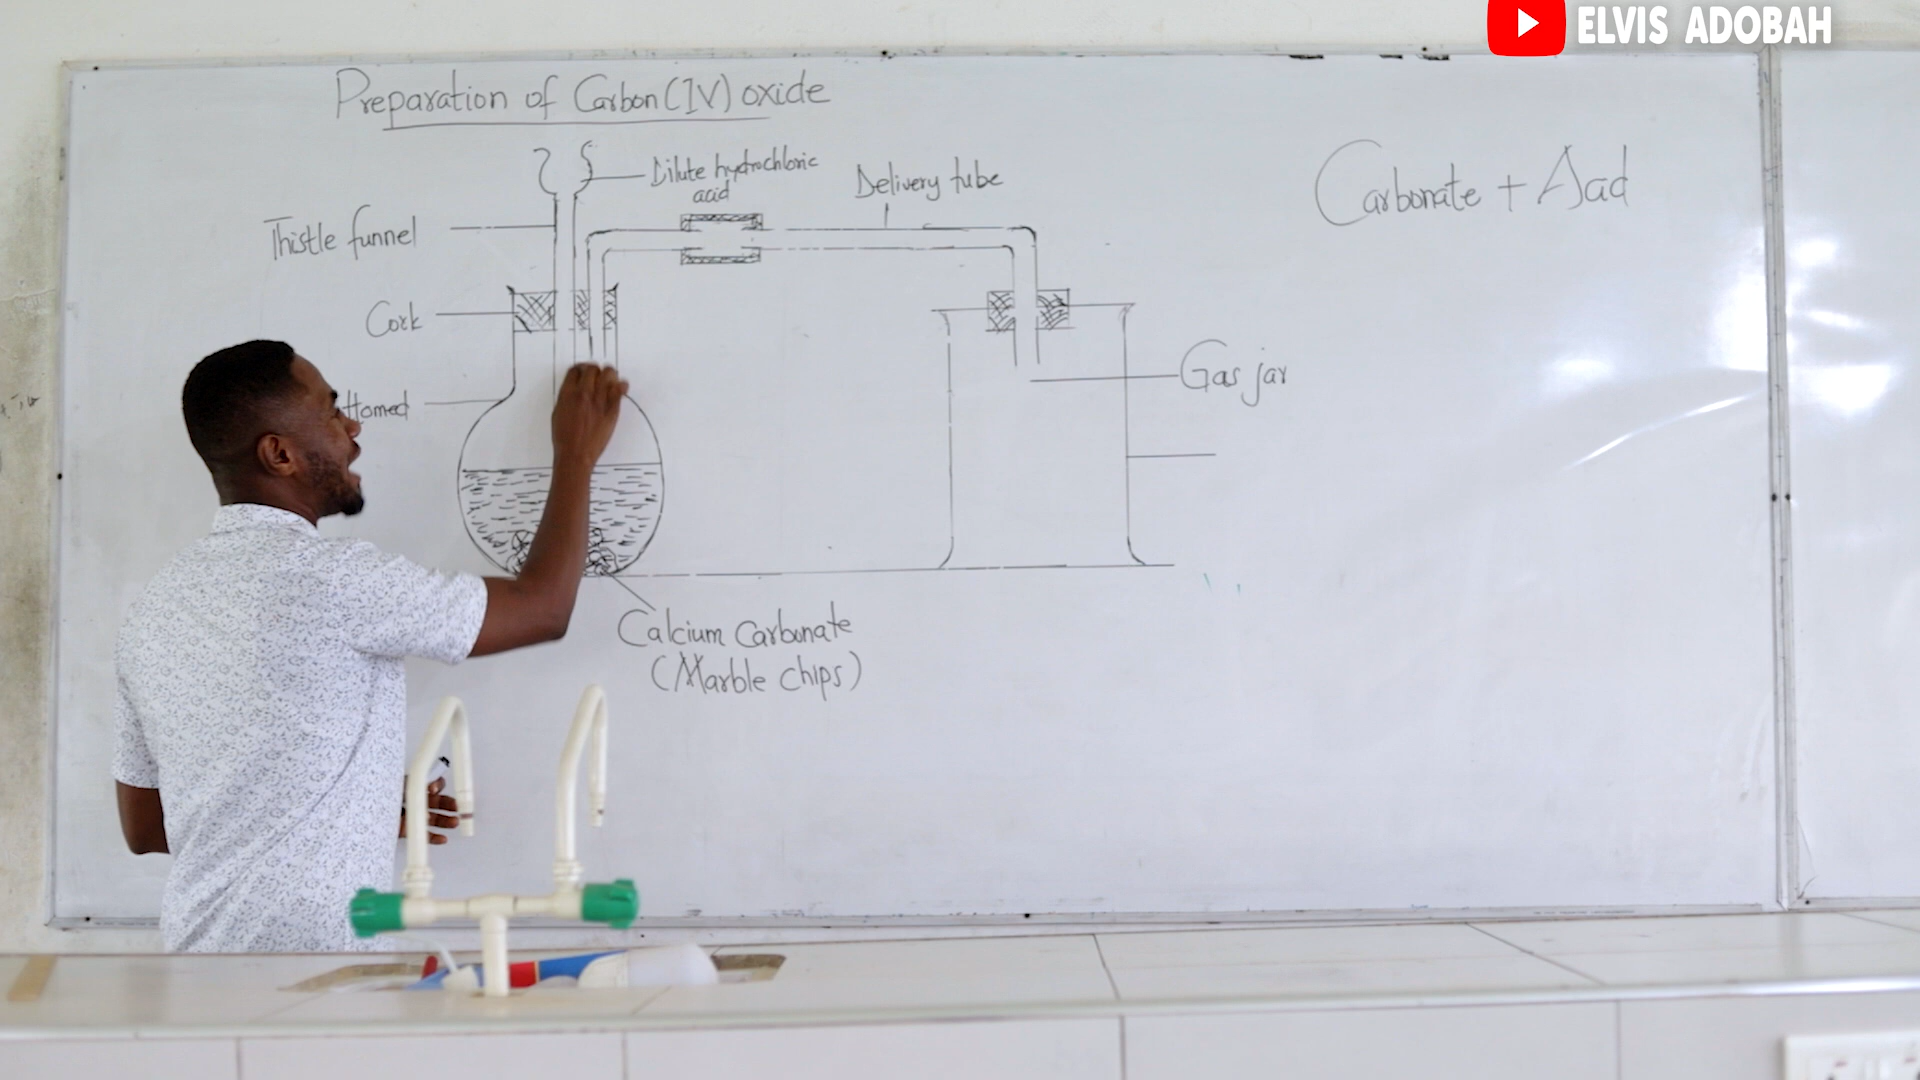 ELVIS ADOBAH
Preparation of Carbon (IV) oxide
Dilute hydrochloric
acid
Delivery tube
Carbonate + Acid
Thistle funnel
Cork
Gas jar
ttomed
Calcium Carbonate
(Marble chips)